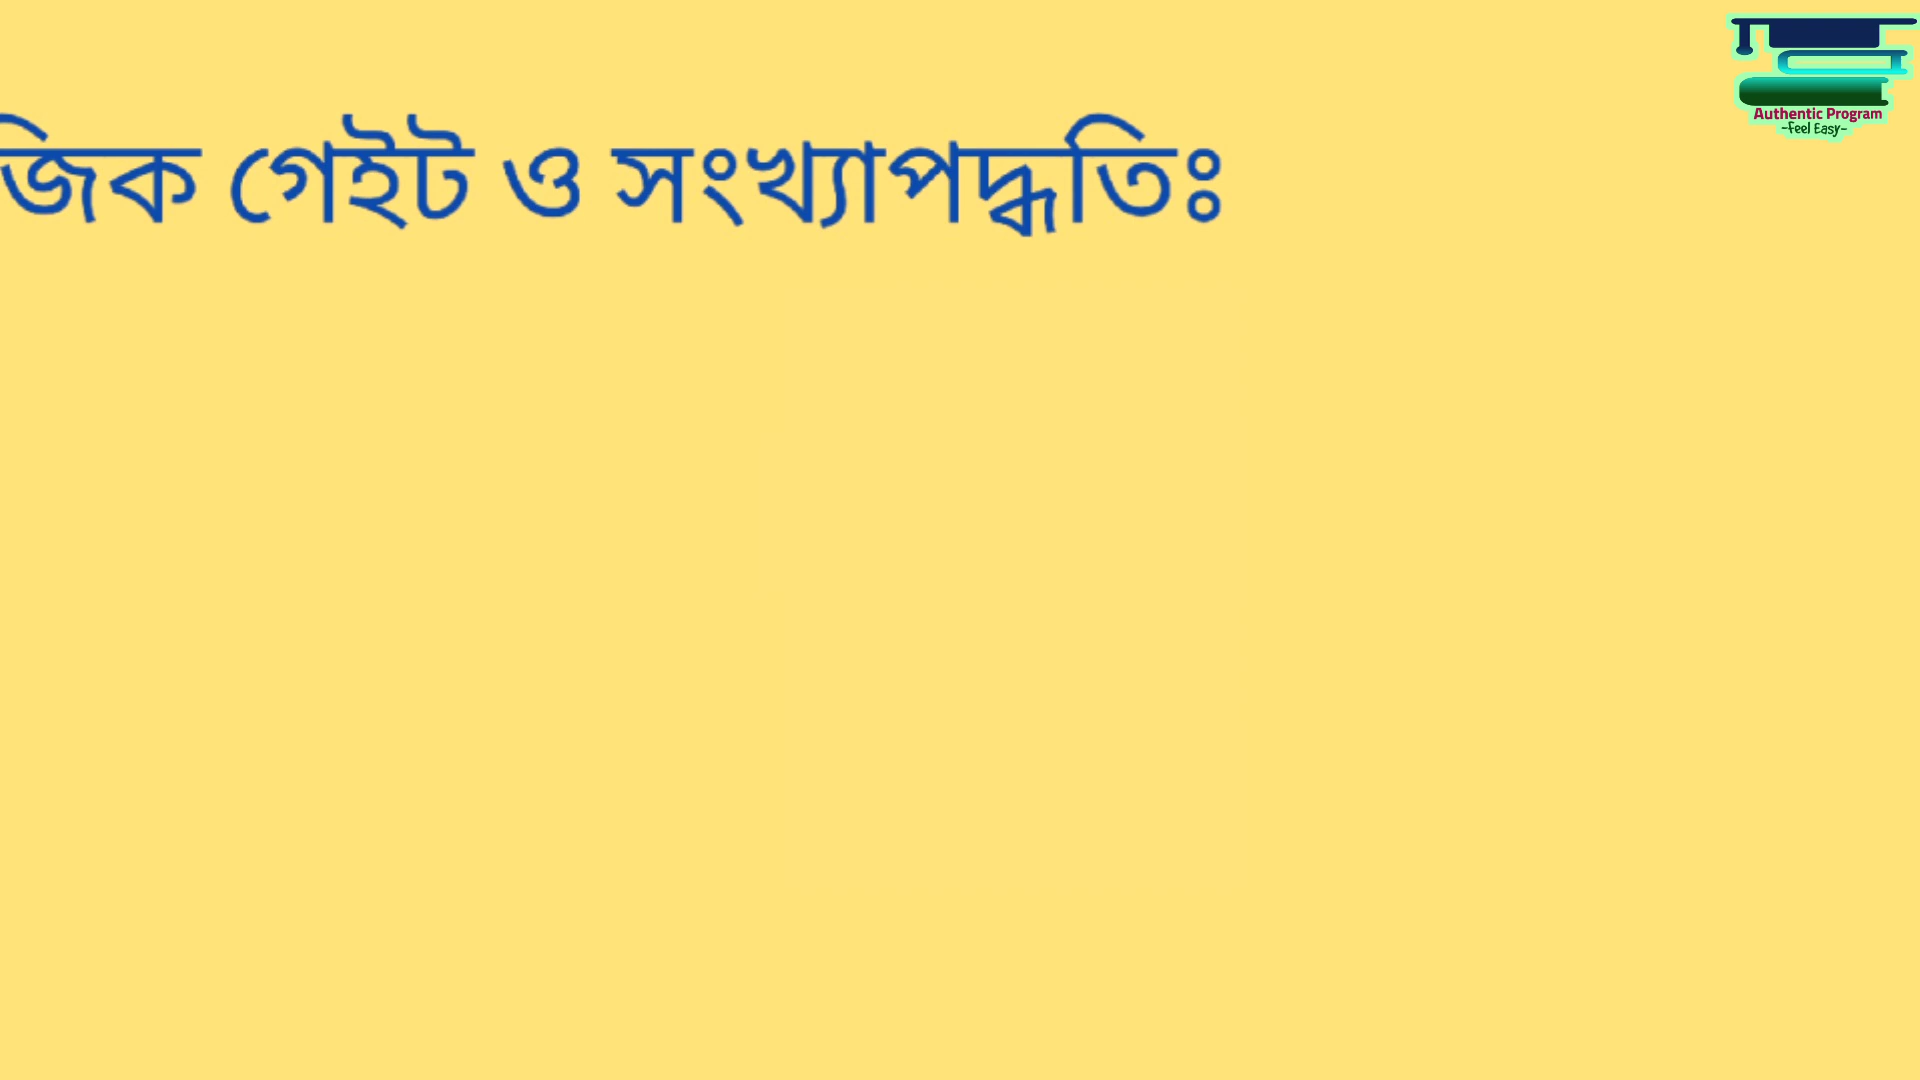 জিক গেইট ও সংখ্যাপদ্ধতিঃ
Authentic Program
-Feel Easy-